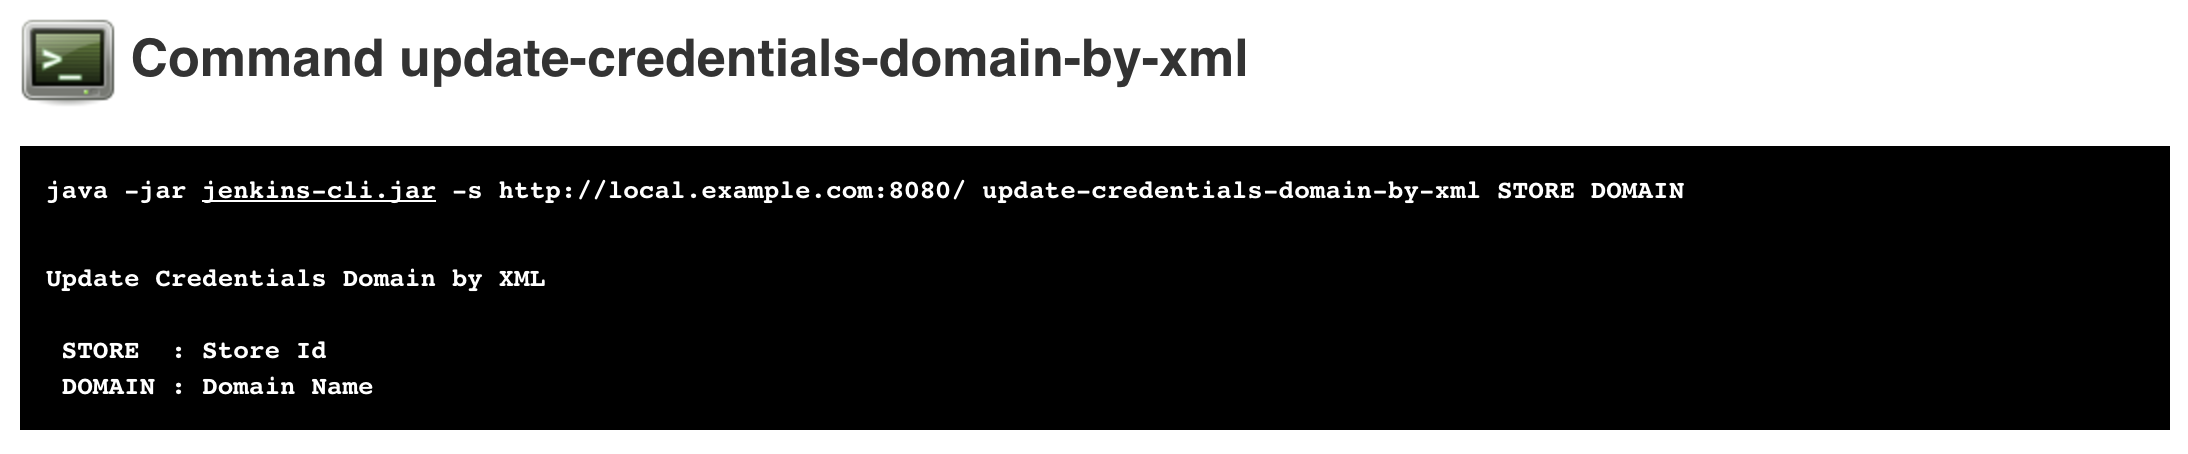 >_
Command update-credentials-domain-by-xml
java -jar jenkins-cli.jar -s http://local.example.com:8080/ update-credentials-domain-by-xml STORE DOMAIN
Update Credentials Domain by XML
STORE  : Store Id
DOMAIN : Domain Name